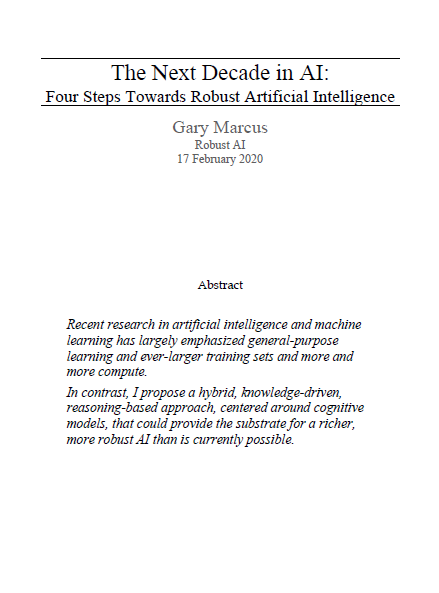 The Next Decade in AI:
Four Steps Towards Robust Artificial Intelligence
Gary Marcus
Robust AI
17 February 2020
Abstract
Recent research in artificial intelligence and machine
learning has largely emphasized general-purpose
learning and ever-larger training sets and more and
more compute.
In contrast, I propose a hybrid, knowledge-driven,
reasoning-based approach, centered around cognitive
models, that could provide the substrate for a richer,
more robust AI than is currently possible.